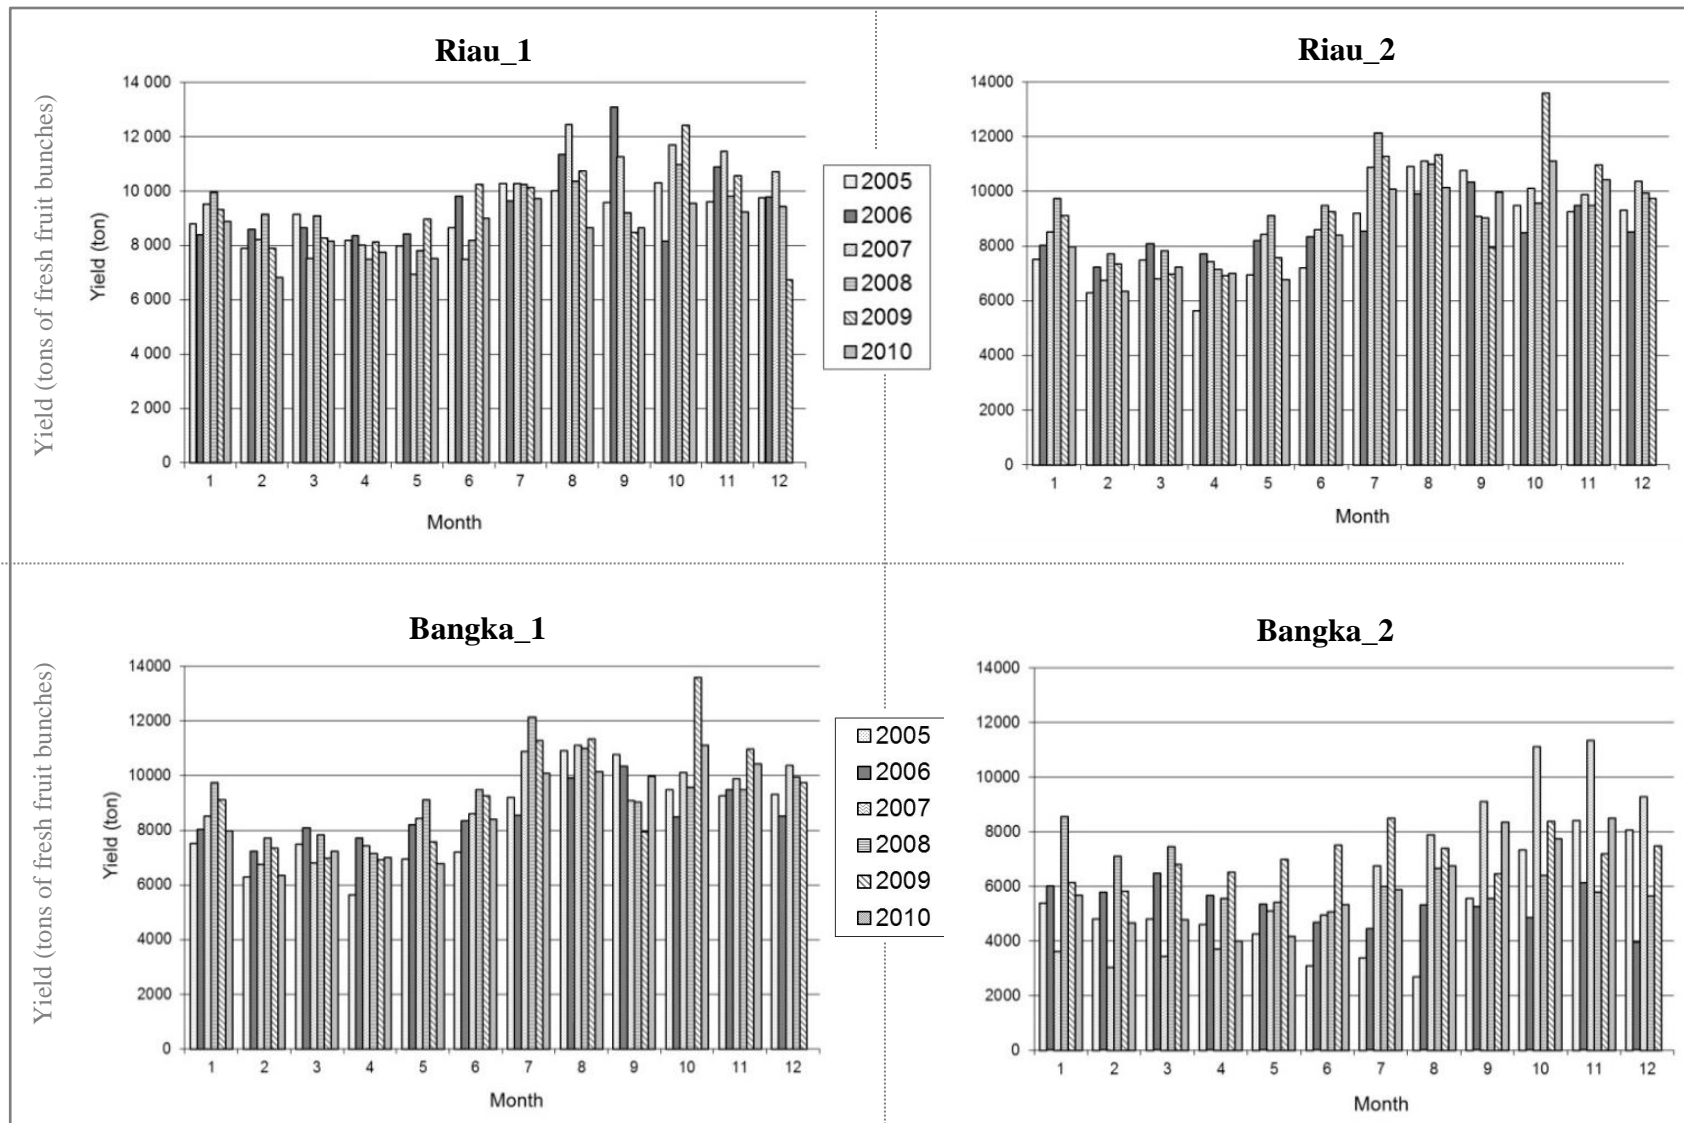 Riau_1
Yield (tons of fresh fruit bunches)
Yield (ton)
14 000
12 000
10 000
8 000
6 000
4 000
2 000
0
1 2 3 4 5 6 7 8 9 10 11 12
Month
2005
2006
2007
2008
2009
2010
Riau_2
14000
12000
10000
8000
6000
4000
2000
0
1 2 3 4 5 6 7 8 9 10 11 12
Month
Bangka_1
Yield (tons of fresh fruit bunches)
Yield (ton)
14000
12000
10000
8000
6000
4000
2000
0
1 2 3 4 5 6 7 8 9 10 11 12
Month
2005
2006
2007
2008
2009
2010
Bangka_2
14000
12000
10000
8000
6000
4000
2000
0
1 2 3 4 5 6 7 8 9 10 11 12
Month